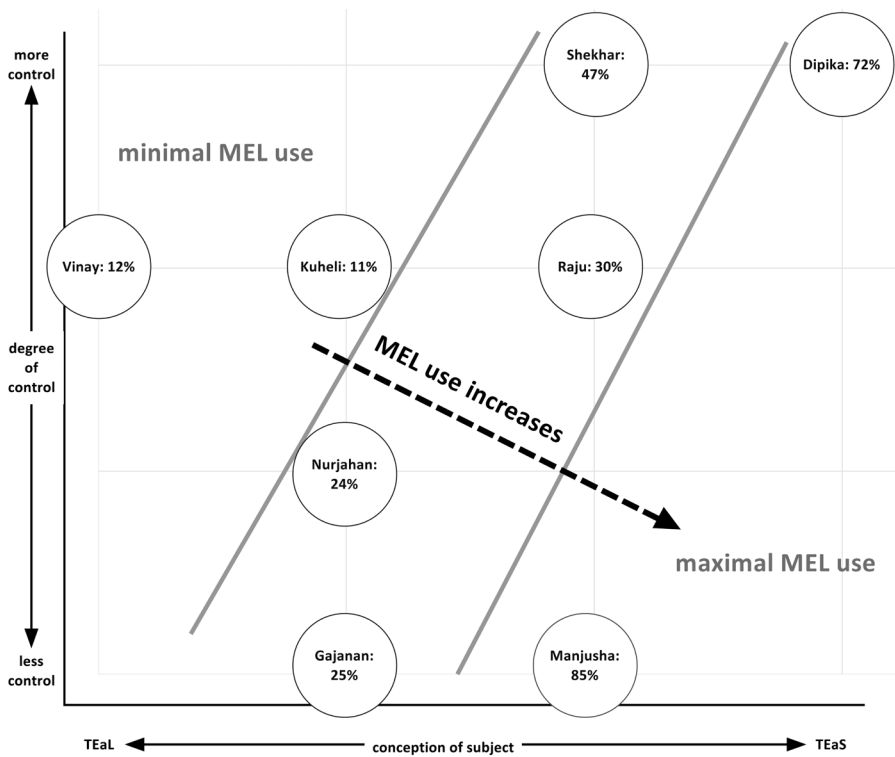 more
control
Shekhar:
47%
Dipika: 72%
minimal MEL use
Vinay: 12%
Kuheli: 11%
Raju: 30%
degree
of
control
MEL use increases
Nurjahan:
24%
maximal MEL use
less
control
Gajanan:
25%
Manjusha:
85%
TEaL
conception of subject
TEaS